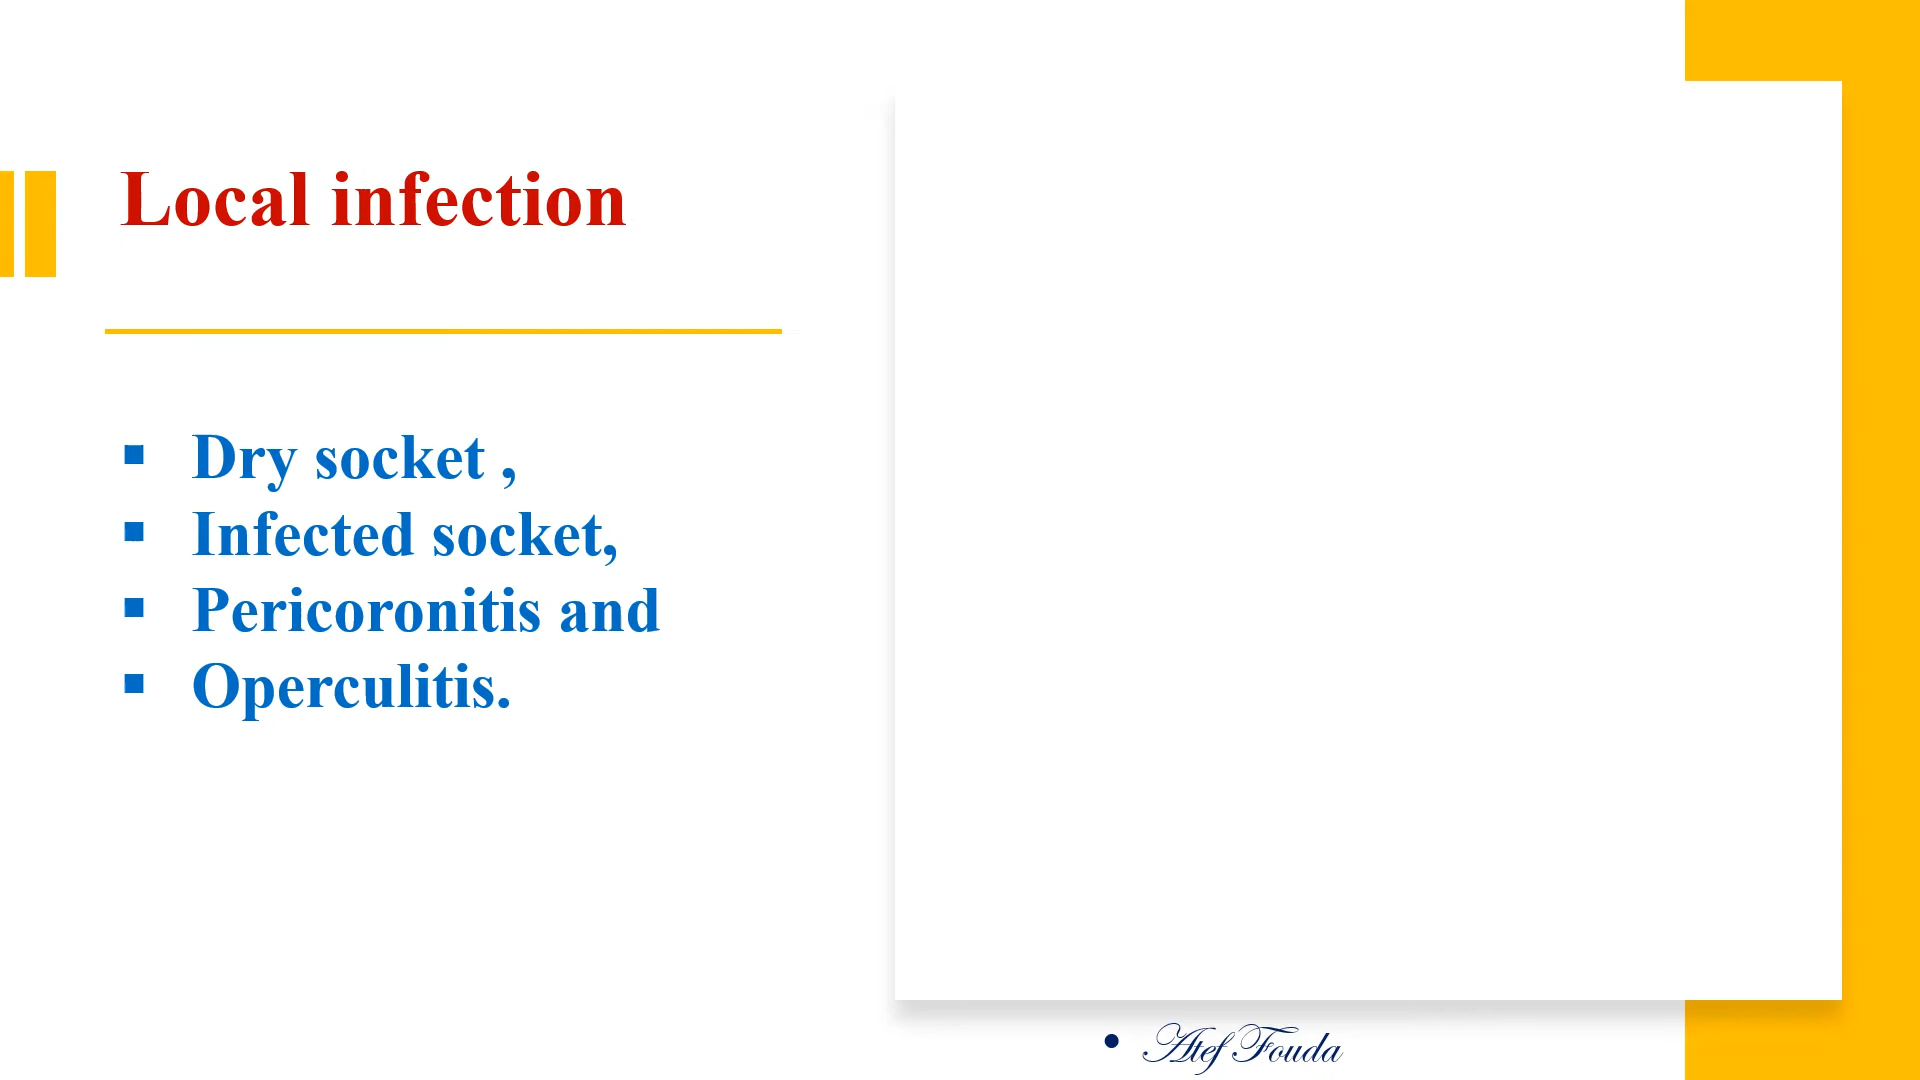 Local infection
▪ Dry socket ,
▪ Infected socket,
▪ Pericoronitis and
▪ Operculitis.
• Atef Fouda